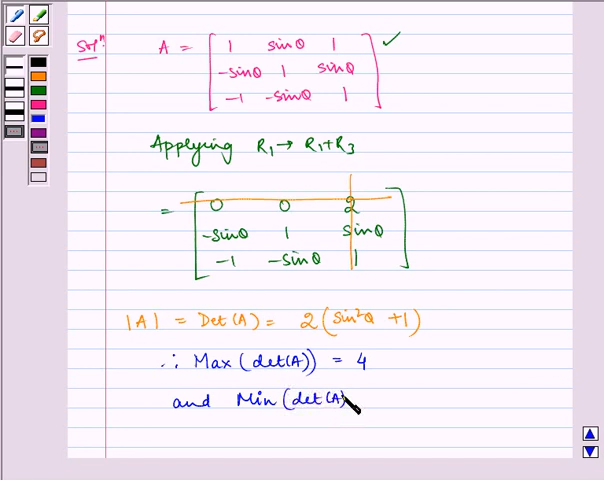 Solⁿ
A = [ 1 sinθ 1
-sinθ 1 sinθ
-1 -sinθ 1 ] ✓
Applying R₁ → R₁+R₃
= [ 0 0 2
-sinθ 1 sinθ
-1 -sinθ 1 ]
|A| = Det(A) = 2(sin²θ + 1)
∴ Max(det(A)) = 4
and Min(det(A)